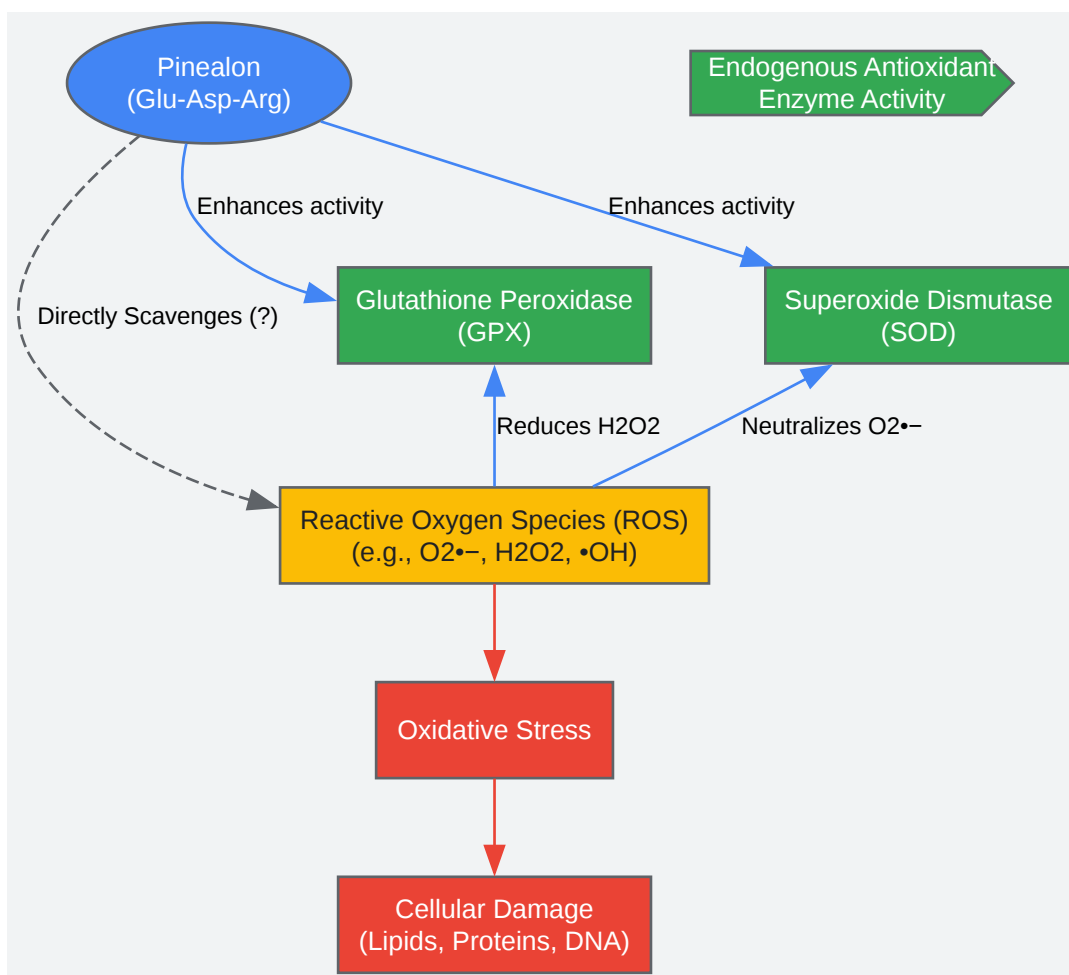 Pinealon
(Glu-Asp-Arg)
Endogenous Antioxidant
Enzyme Activity
Enhances activity
Enhances activity
Glutathione Peroxidase
(GPX)
Superoxide Dismutase
(SOD)
Directly Scavenges (?)
Reduces H2O2
Neutralizes O2•−
Reactive Oxygen Species (ROS)
(e.g., O2•−, H2O2, •OH)
Oxidative Stress
Cellular Damage
(Lipids, Proteins, DNA)